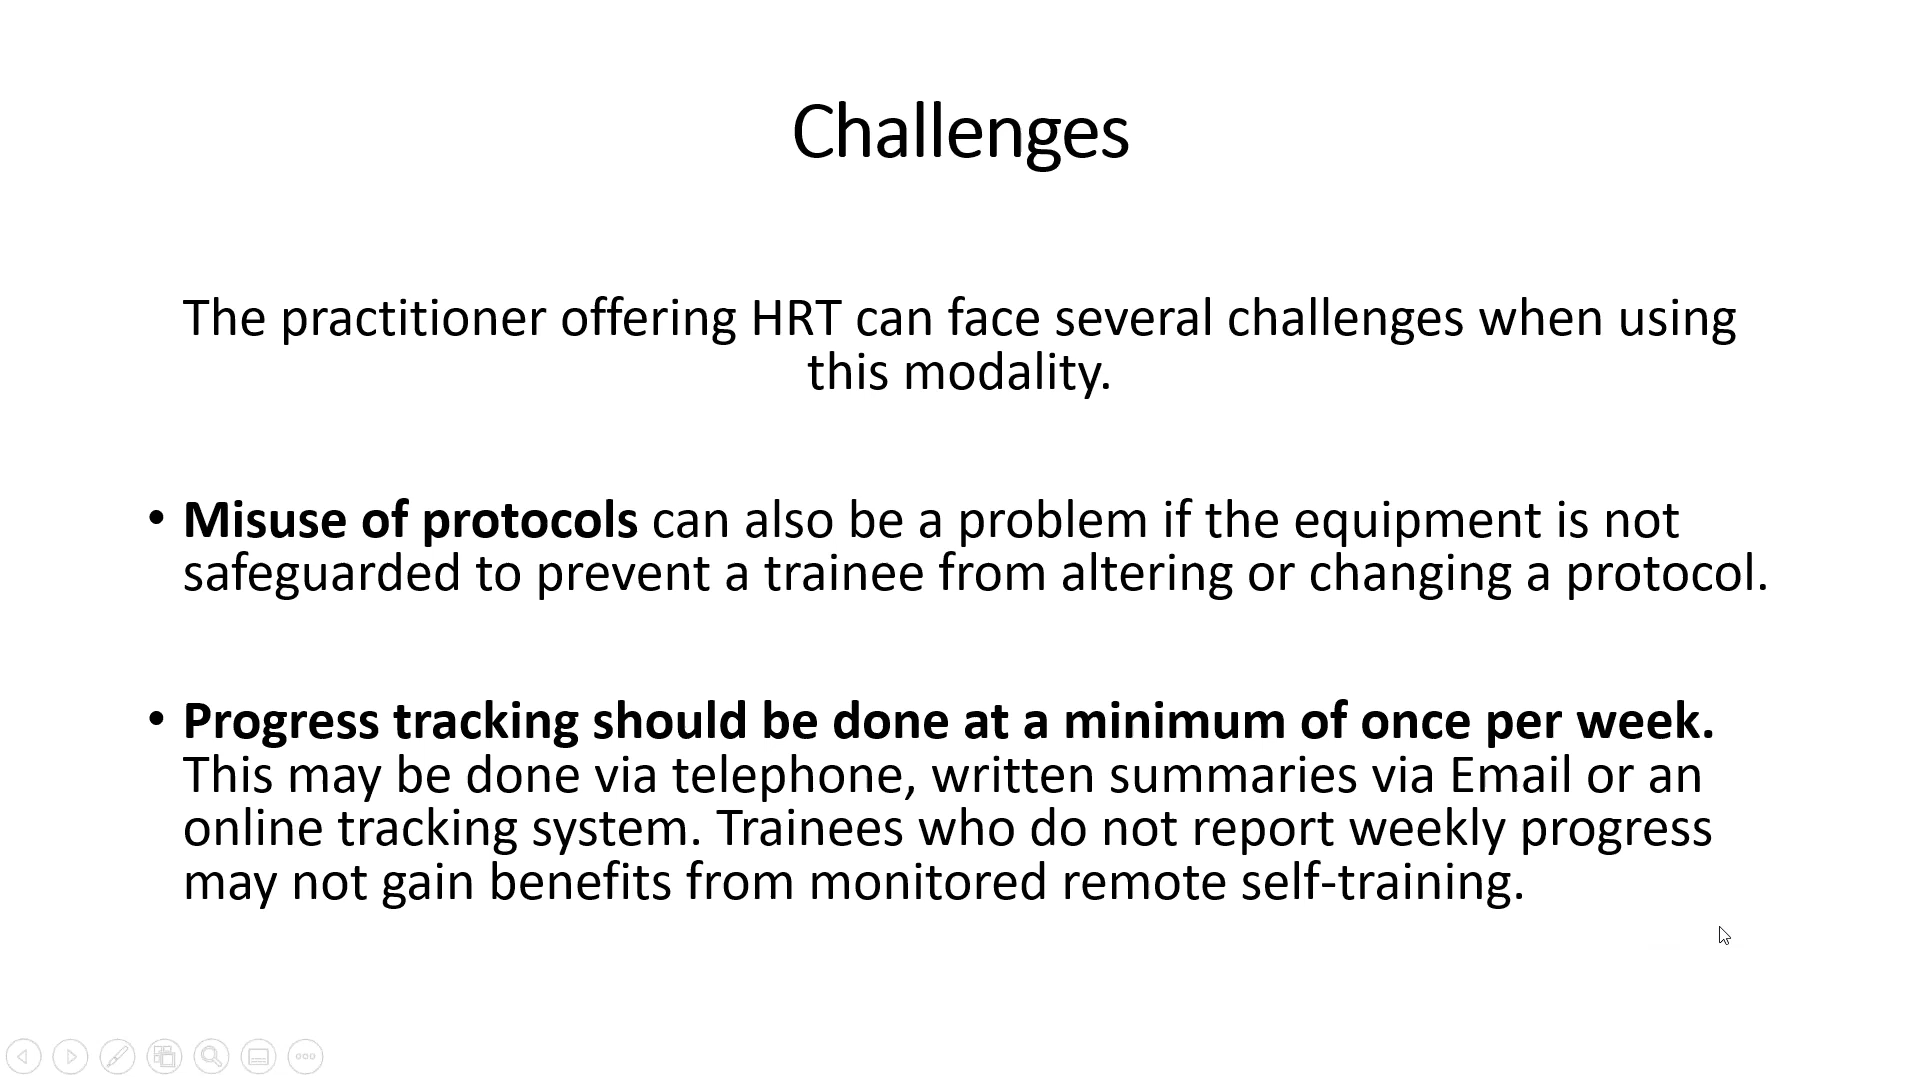 Challenges
The practitioner offering HRT can face several challenges when using
this modality.
• Misuse of protocols can also be a problem if the equipment is not
safeguarded to prevent a trainee from altering or changing a protocol.
• Progress tracking should be done at a minimum of once per week.
This may be done via telephone, written summaries via Email or an
online tracking system. Trainees who do not report weekly progress
may not gain benefits from monitored remote self-training.